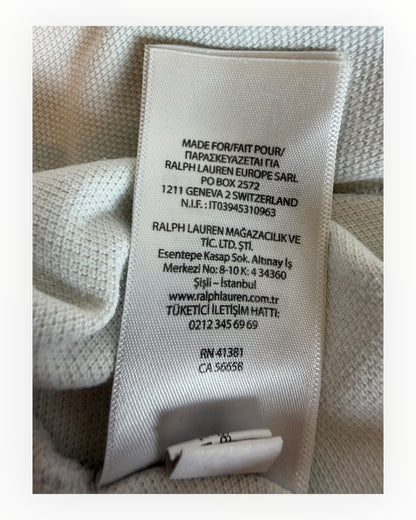 MADE FOR/FAIT POUR/
ΠΑΡΑΣΚΕΥΑΖΕΤΑΙ ΓΙΑ
RALPH LAUREN EUROPE SARL
PO BOX 2572
1211 GENEVA 2 SWITZERLAND
N.I.F. : IT03945310963
RALPH LAUREN MAĞAZACILIK VE
TİC. LTD. ŞTİ.
Esentepe Kasap Sok. Altınay İş
Merkezi No: 8-10 K: 4 34360
Şişli – İstanbul
www.ralphlauren.com.tr
TÜKETİCİ İLETİŞİM HATTI:
0212 345 69 69
RN 41381
CA 56658